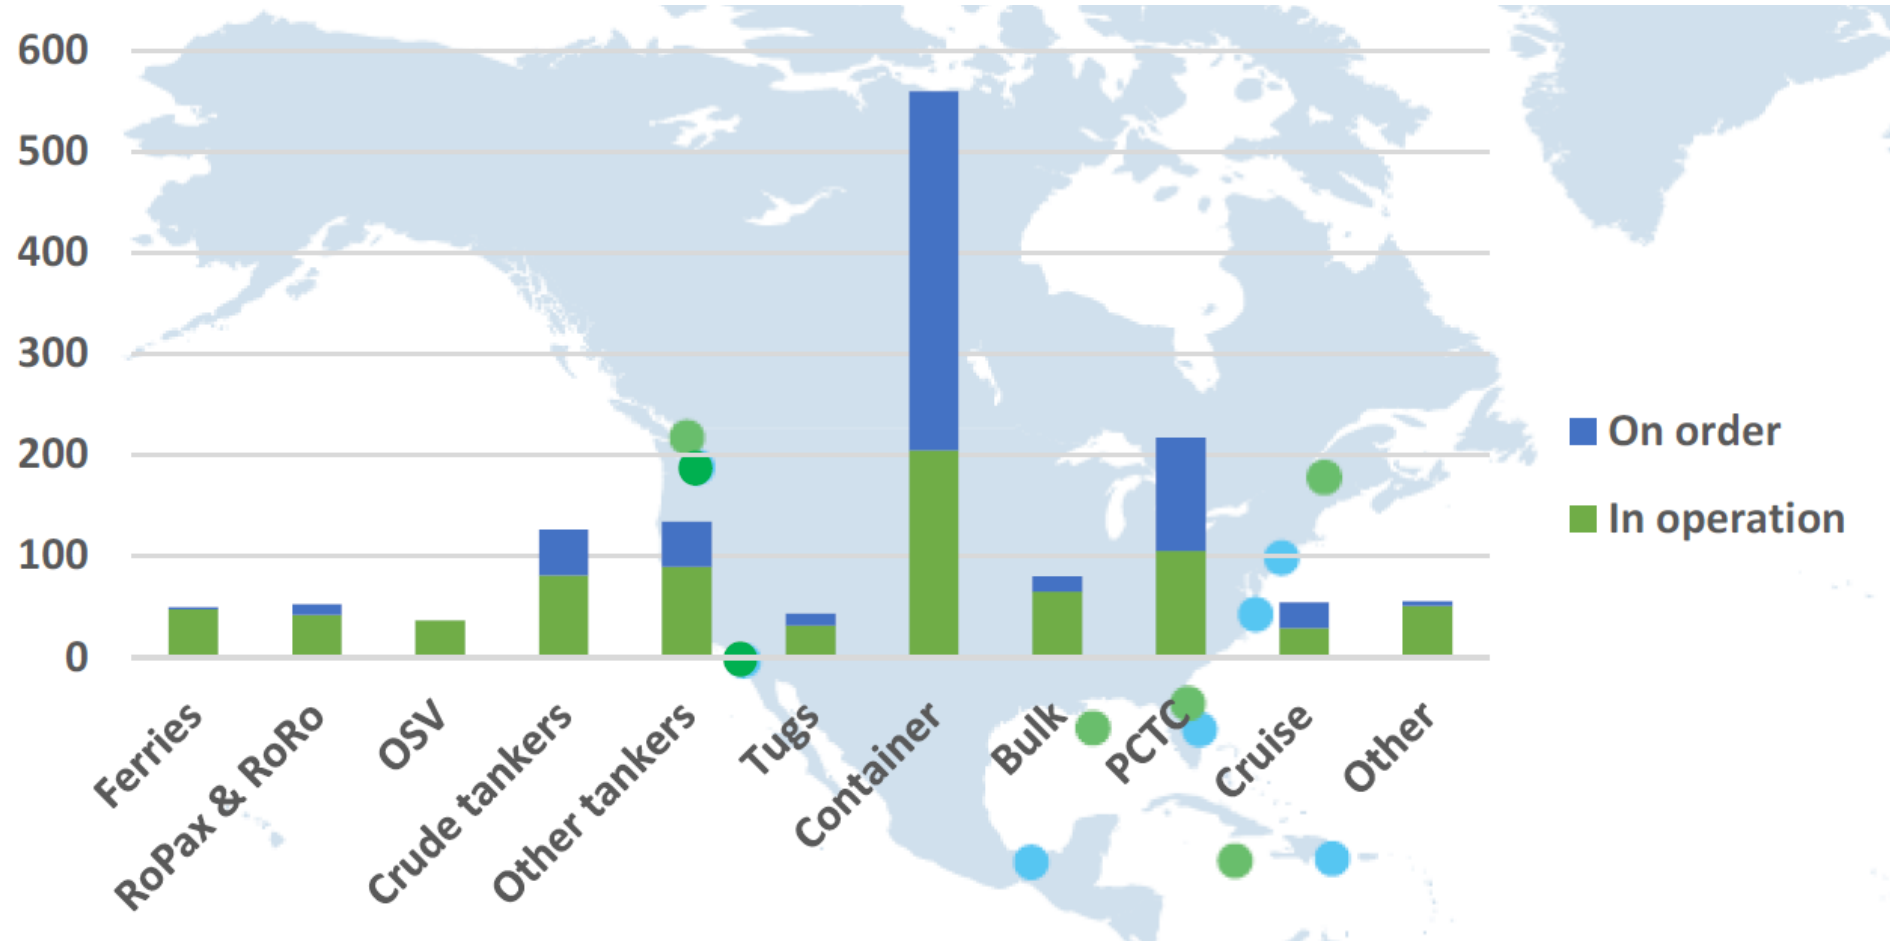 600
500
400
300
200
100
0
Ferries
RoPax & RoRo
OSV
Crude tankers
Other tankers
Tugs
Container
Bulk
PCTC
Cruise
Other
On order
In operation